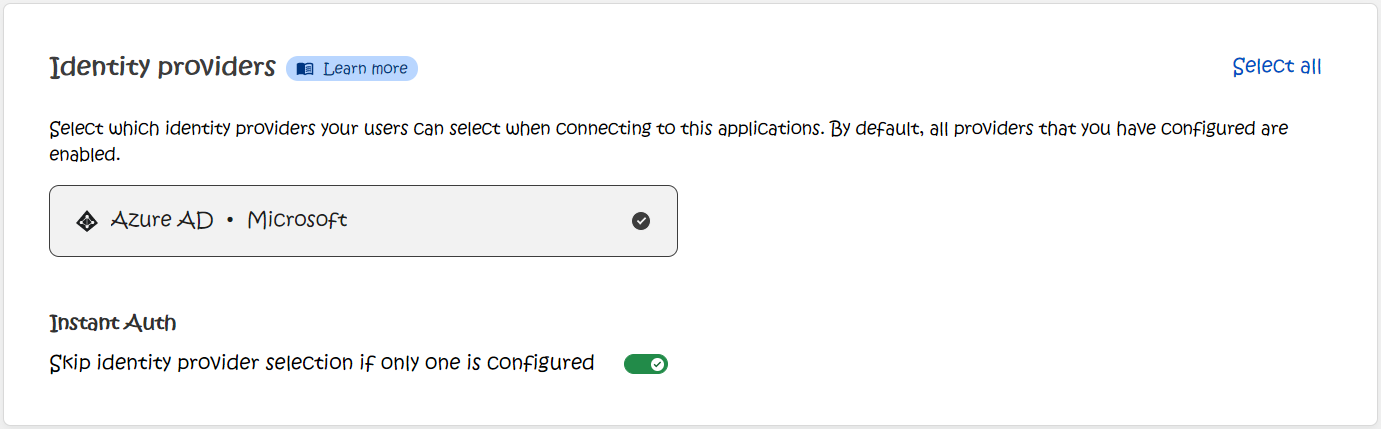 Identity providers Learn more Select all
Select which identity providers your users can select when connecting to this applications. By default, all providers that you have configured are
enabled.
Azure AD • Microsoft
Instant Auth
Skip identity provider selection if only one is configured